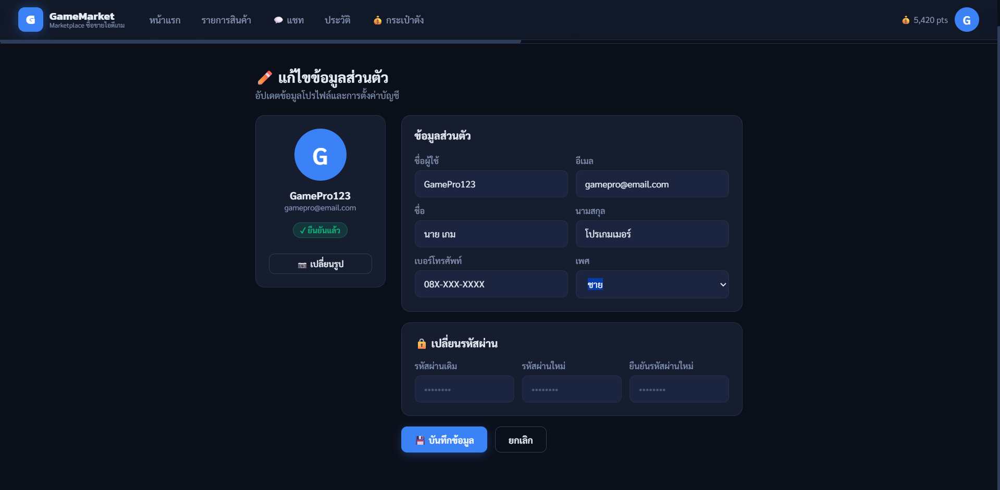 G
GameMarket
Marketplace ซื้อขายไอดีเกม
หน้าแรก
รายการสินค้า
💬 แชท
ประวัติ
💰 กระเป๋าตัง
💰 5,420 pts
G
✏️ แก้ไขข้อมูลส่วนตัว
อัปเดตข้อมูลโปรไฟล์และการตั้งค่าบัญชี
G
GamePro123
gamepro@email.com
✓ ยืนยันแล้ว
📷 เปลี่ยนรูป
ข้อมูลส่วนตัว
ชื่อผู้ใช้
GamePro123
อีเมล
gamepro@email.com
ชื่อ
นาย เกม
นามสกุล
โปรเกมเมอร์
เบอร์โทรศัพท์
08X-XXX-XXXX
เพศ
ชาย
🔒 เปลี่ยนรหัสผ่าน
รหัสผ่านเดิม
••••••••
รหัสผ่านใหม่
••••••••
ยืนยันรหัสผ่านใหม่
••••••••
💾 บันทึกข้อมูล
ยกเลิก